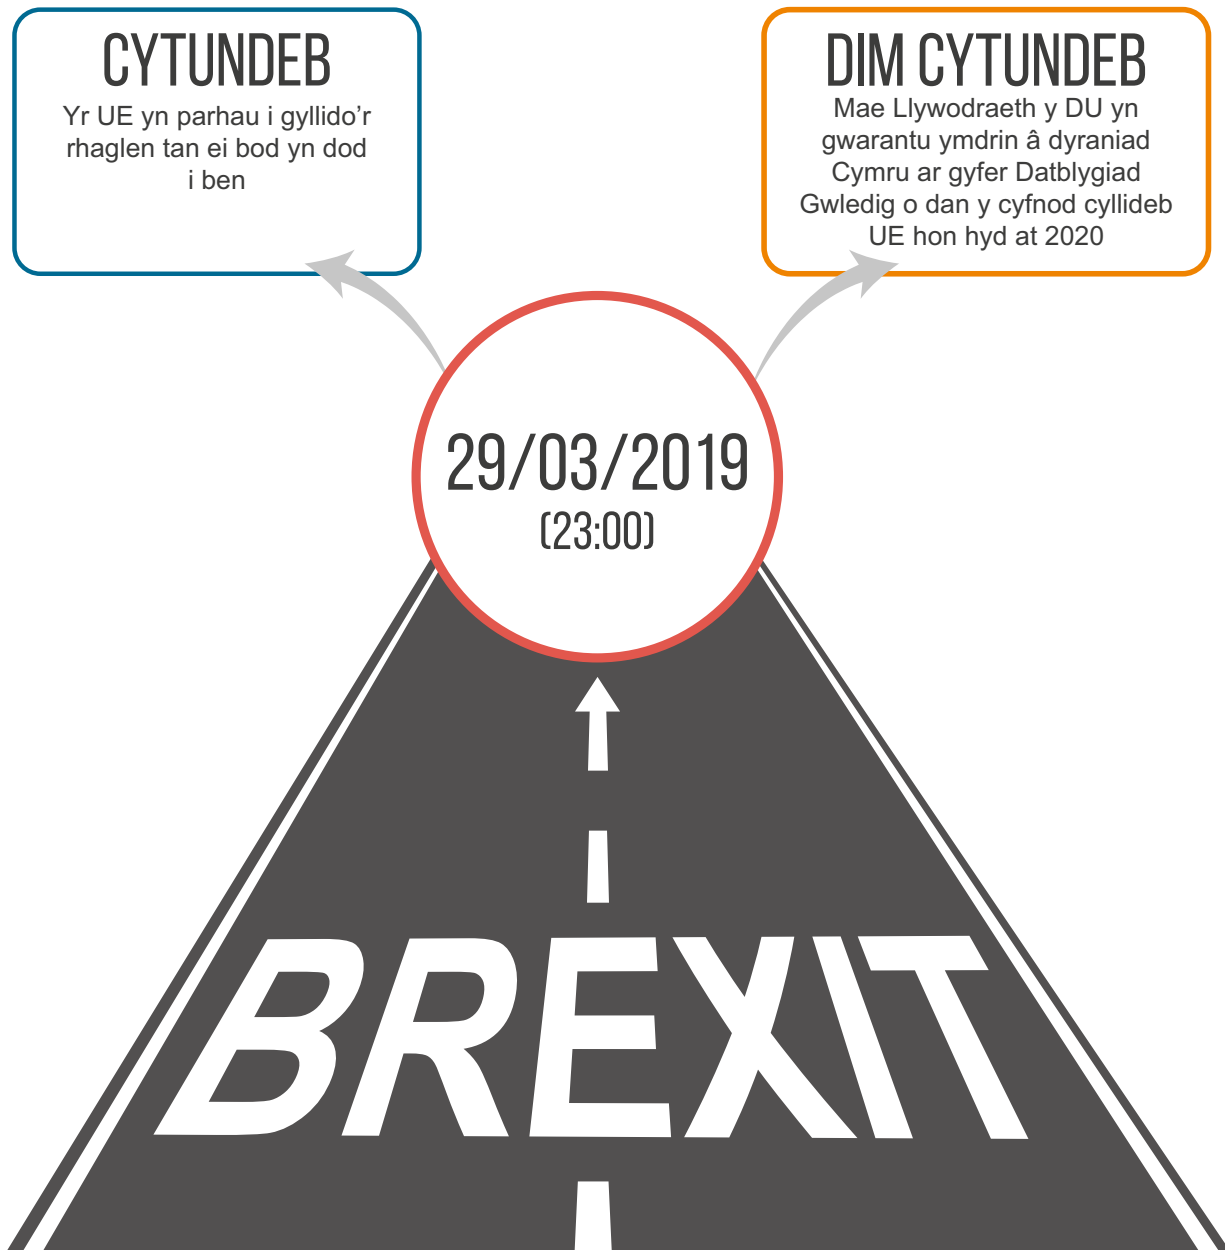 CYTUNDEB
Yr UE yn parhau i gyllido’r
rhaglen tan ei bod yn dod
i ben
DIM CYTUNDEB
Mae Llywodraeth y DU yn
gwarantu ymdrin â dyraniad
Cymru ar gyfer Datblygiad
Gwledig o dan y cyfnod cyllideb
UE hon hyd at 2020
29/03/2019
(23:00)
BREXIT